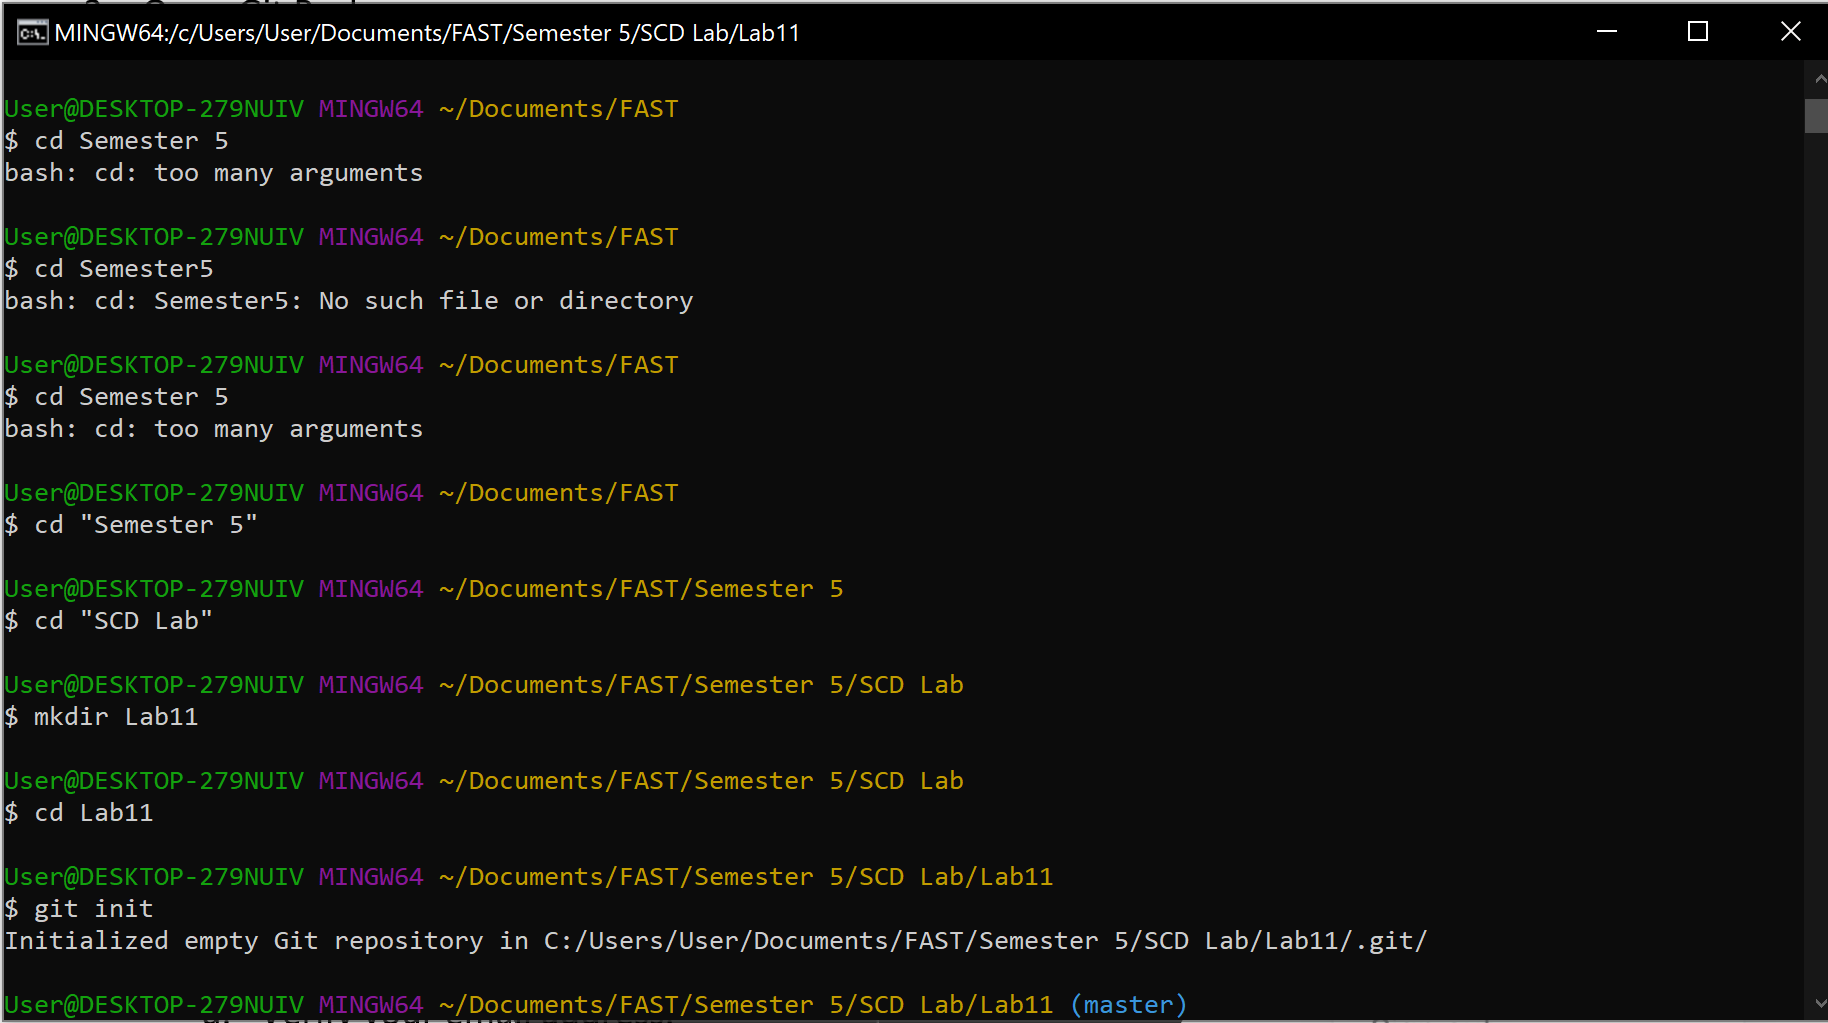 MINGW64:/c/Users/User/Documents/FAST/Semester 5/SCD Lab/Lab11
User@DESKTOP-279NUIV MINGW64 ~/Documents/FAST
$ cd Semester 5
bash: cd: too many arguments
User@DESKTOP-279NUIV MINGW64 ~/Documents/FAST
$ cd Semester5
bash: cd: Semester5: No such file or directory
User@DESKTOP-279NUIV MINGW64 ~/Documents/FAST
$ cd Semester 5
bash: cd: too many arguments
User@DESKTOP-279NUIV MINGW64 ~/Documents/FAST
$ cd "Semester 5"
User@DESKTOP-279NUIV MINGW64 ~/Documents/FAST/Semester 5
$ cd "SCD Lab"
User@DESKTOP-279NUIV MINGW64 ~/Documents/FAST/Semester 5/SCD Lab
$ mkdir Lab11
User@DESKTOP-279NUIV MINGW64 ~/Documents/FAST/Semester 5/SCD Lab
$ cd Lab11
User@DESKTOP-279NUIV MINGW64 ~/Documents/FAST/Semester 5/SCD Lab/Lab11
$ git init
Initialized empty Git repository in C:/Users/User/Documents/FAST/Semester 5/SCD Lab/Lab11/.git/
User@DESKTOP-279NUIV MINGW64 ~/Documents/FAST/Semester 5/SCD Lab/Lab11 (master)